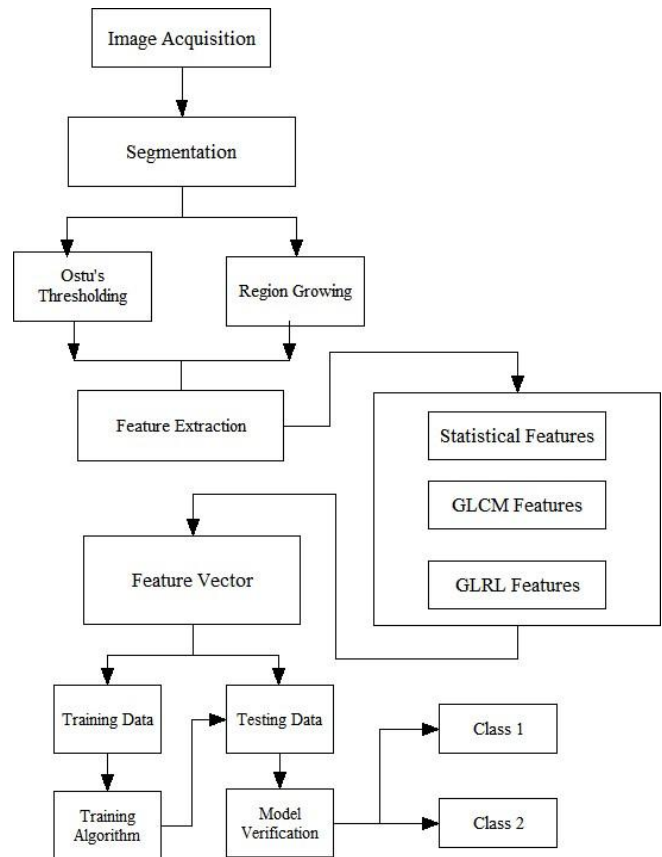 Image Acquisition
Segmentation
Ostu's
Thresholding
Region Growing
Feature Extraction
Statistical Features
GLCM Features
GLRL Features
Feature Vector
Training Data
Testing Data
Class 1
Training
Algorithm
Model
Verification
Class 2